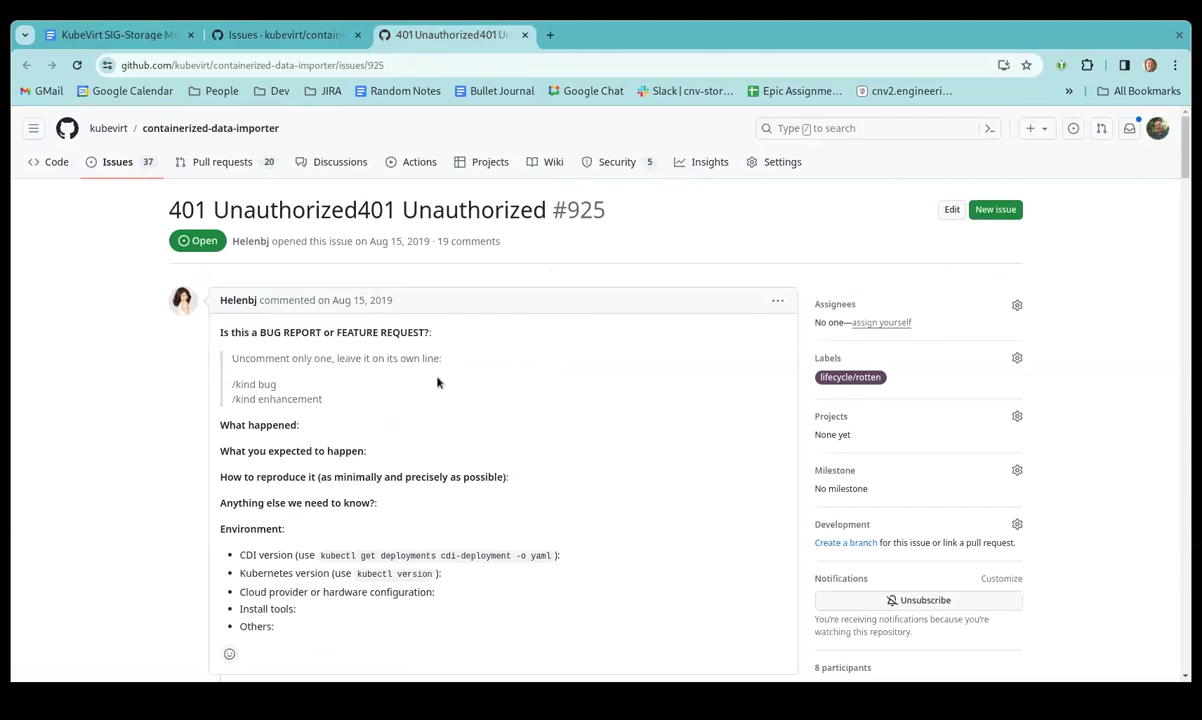 KubeVirt SIG-Storage Me
Issues · kubevirt/contain
401 Unauthorized401 Un
github.com/kubevirt/containerized-data-importer/issues/925
GMail
Google Calendar
People
Dev
JIRA
Random Notes
Bullet Journal
Google Chat
Slack | cnv-stor...
Epic Assignme...
cnv2.engineeri...
»
All Bookmarks
kubevirt / containerized-data-importer
Type / to search
Code
Issues 37
Pull requests 20
Discussions
Actions
Projects
Wiki
Security 5
Insights
Settings
401 Unauthorized401 Unauthorized #925
Edit
New issue
Open
Helenbj opened this issue on Aug 15, 2019 · 19 comments
Helenbj commented on Aug 15, 2019
Is this a BUG REPORT or FEATURE REQUEST?:
Uncomment only one, leave it on its own line:
/kind bug
/kind enhancement
What happened:
What you expected to happen:
How to reproduce it (as minimally and precisely as possible):
Anything else we need to know?:
Environment:
• CDI version (use kubectl get deployments cdi-deployment -o yaml ):
• Kubernetes version (use kubectl version ):
• Cloud provider or hardware configuration:
• Install tools:
• Others:
Assignees
No one—assign yourself
Labels
lifecycle/rotten
Projects
None yet
Milestone
No milestone
Development
Create a branch for this issue or link a pull request.
Notifications
Customize
Unsubscribe
You're receiving notifications because you're
watching this repository.
8 participants